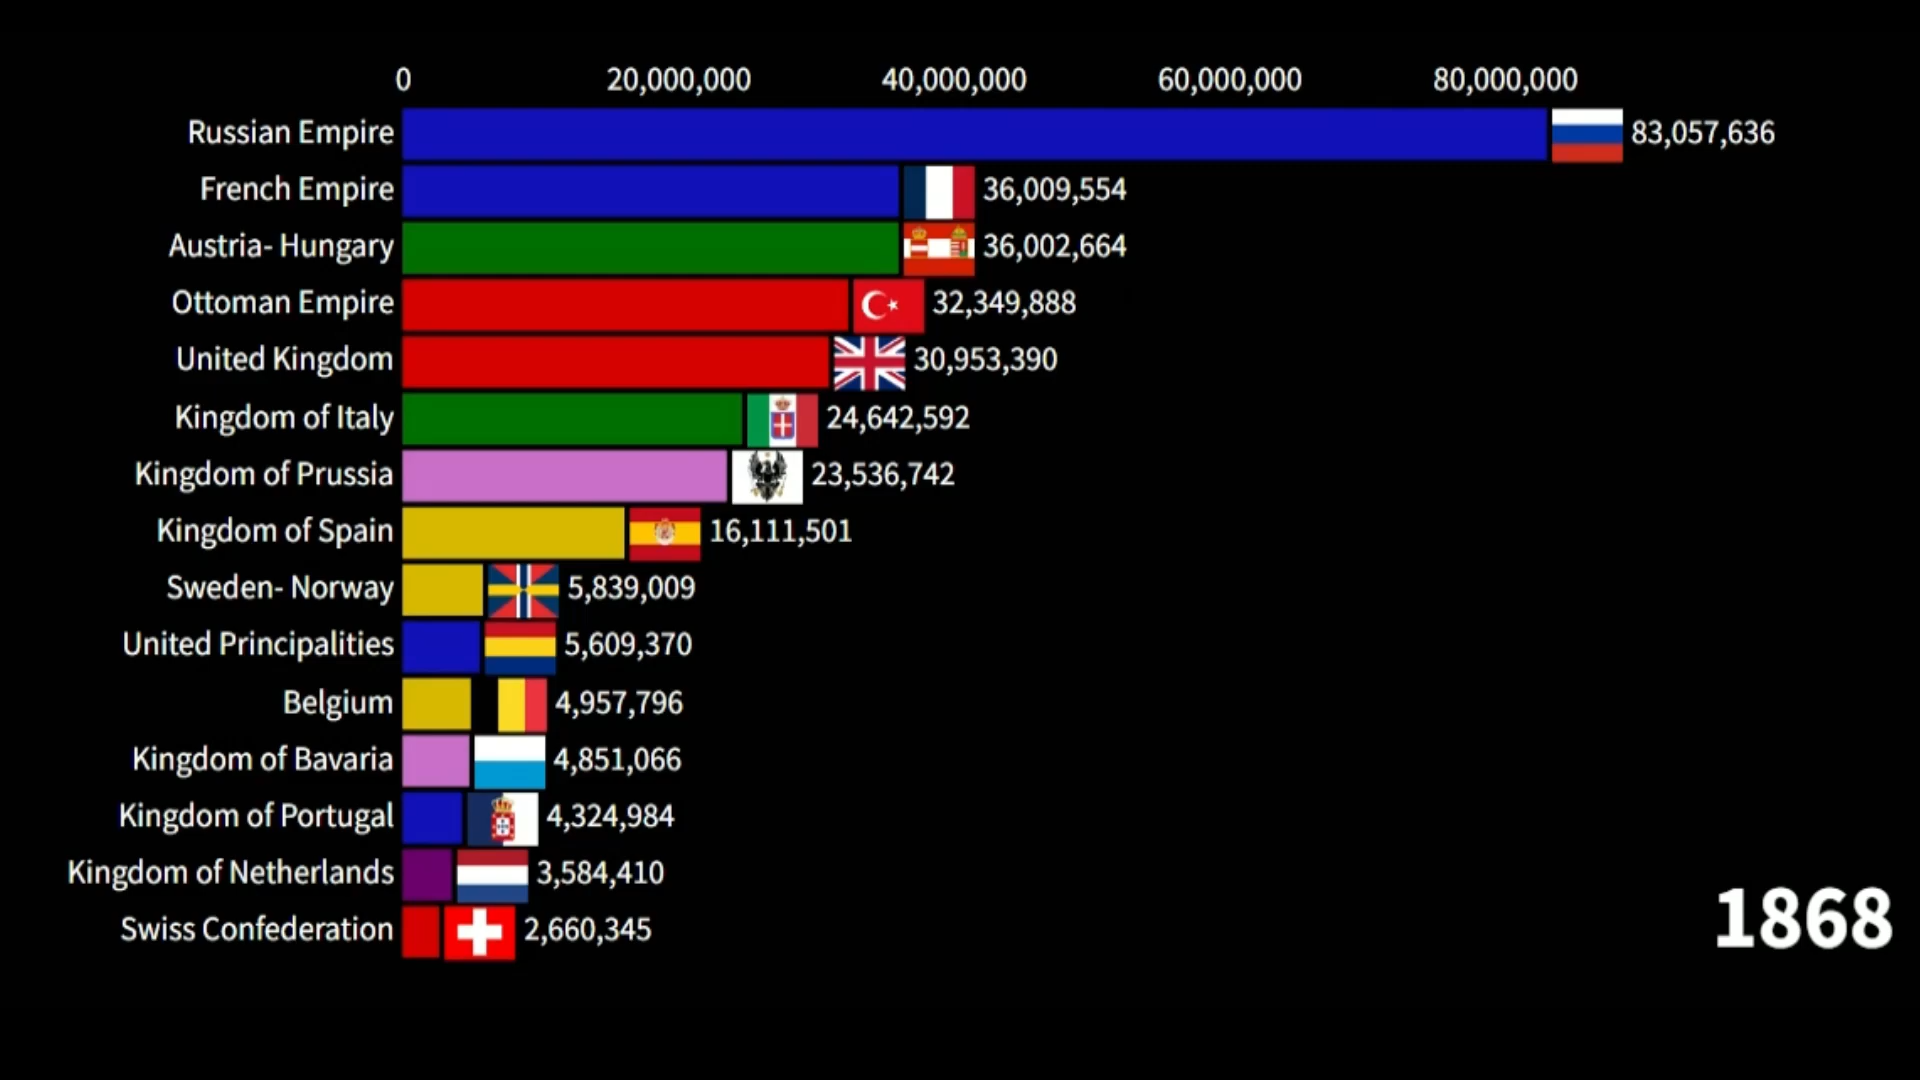 0 20,000,000 40,000,000 60,000,000 80,000,000
Russian Empire 83,057,636
French Empire 36,009,554
Austria- Hungary 36,002,664
Ottoman Empire 32,349,888
United Kingdom 30,953,390
Kingdom of Italy 24,642,592
Kingdom of Prussia 23,536,742
Kingdom of Spain 16,111,501
Sweden- Norway 5,839,009
United Principalities 5,609,370
Belgium 4,957,796
Kingdom of Bavaria 4,851,066
Kingdom of Portugal 4,324,984
Kingdom of Netherlands 3,584,410
Swiss Confederation 2,660,345
1868